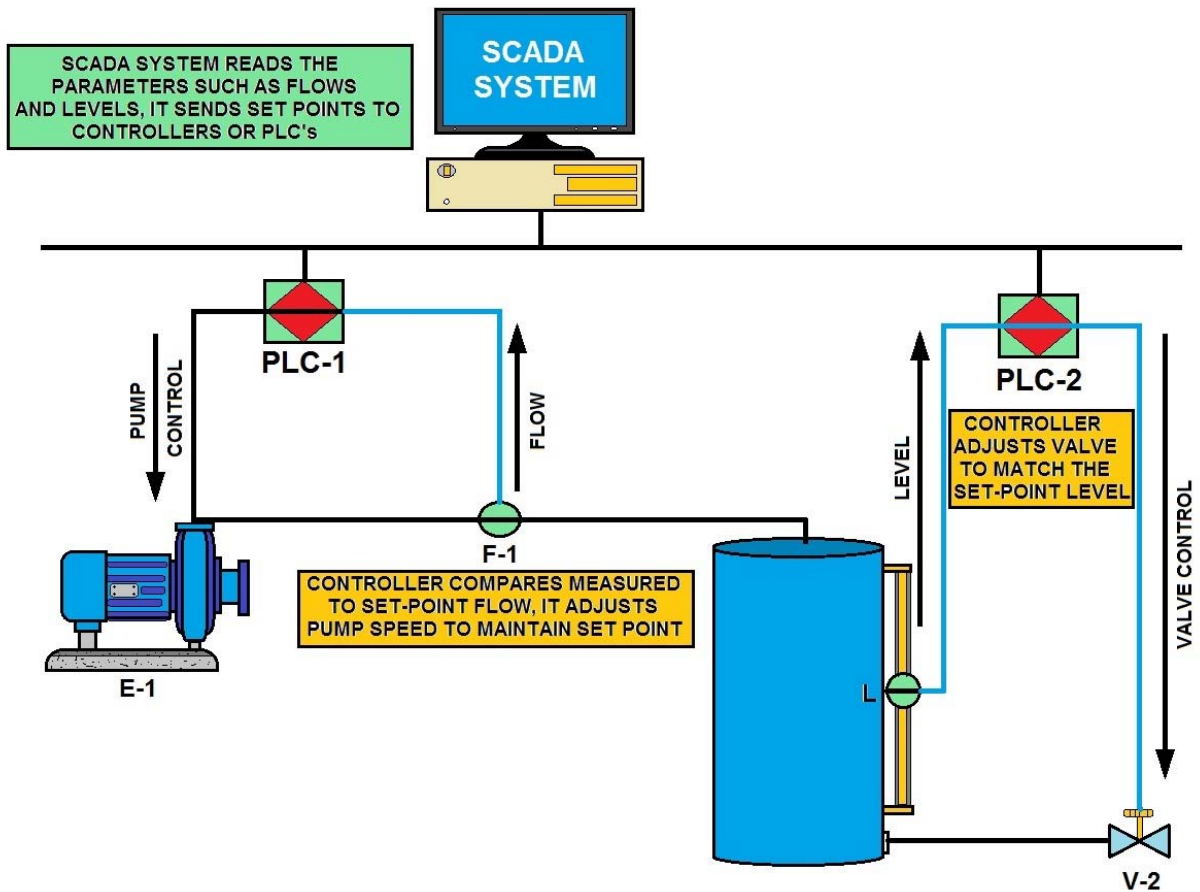 SCADA SYSTEM READS THE
PARAMETERS SUCH AS FLOWS
AND LEVELS, IT SENDS SET POINTS TO
CONTROLLERS OR PLC's
SCADA
SYSTEM
PLC-1
PLC-2
PUMP
CONTROL
FLOW
LEVEL
CONTROLLER
ADJUSTS VALVE
TO MATCH THE
SET-POINT LEVEL
VALVE CONTROL
F-1
CONTROLLER COMPARES MEASURED
TO SET-POINT FLOW, IT ADJUSTS
PUMP SPEED TO MAINTAIN SET POINT
E-1
L
V-2